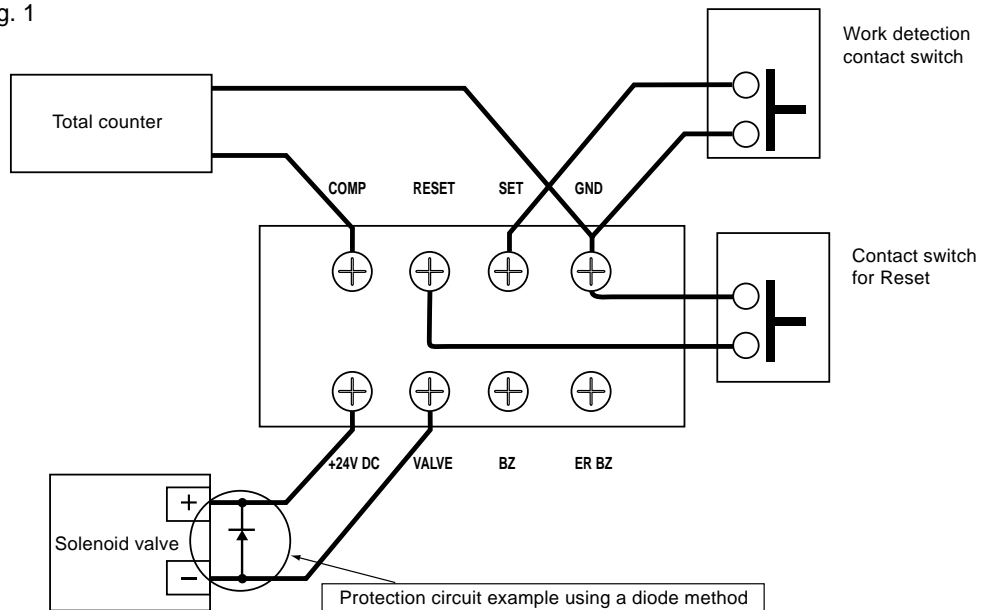 g. 1
Work detection
contact switch
Total counter
COMP RESET SET GND
Contact switch
for Reset
+24V DC VALVE BZ ER BZ
+
Solenoid valve
−
Protection circuit example using a diode method